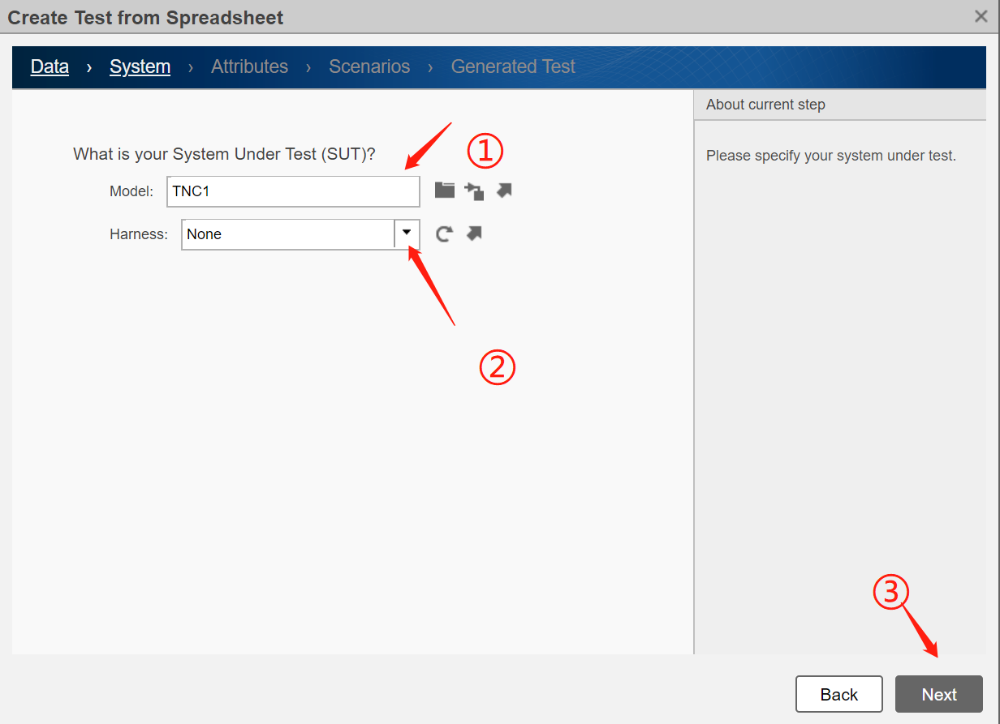 Create Test from Spreadsheet
Data › System › Attributes › Scenarios › Generated Test
About current step
Please specify your system under test.
What is your System Under Test (SUT)?
①
Model: TNC1
Harness: None
②
③
Back Next